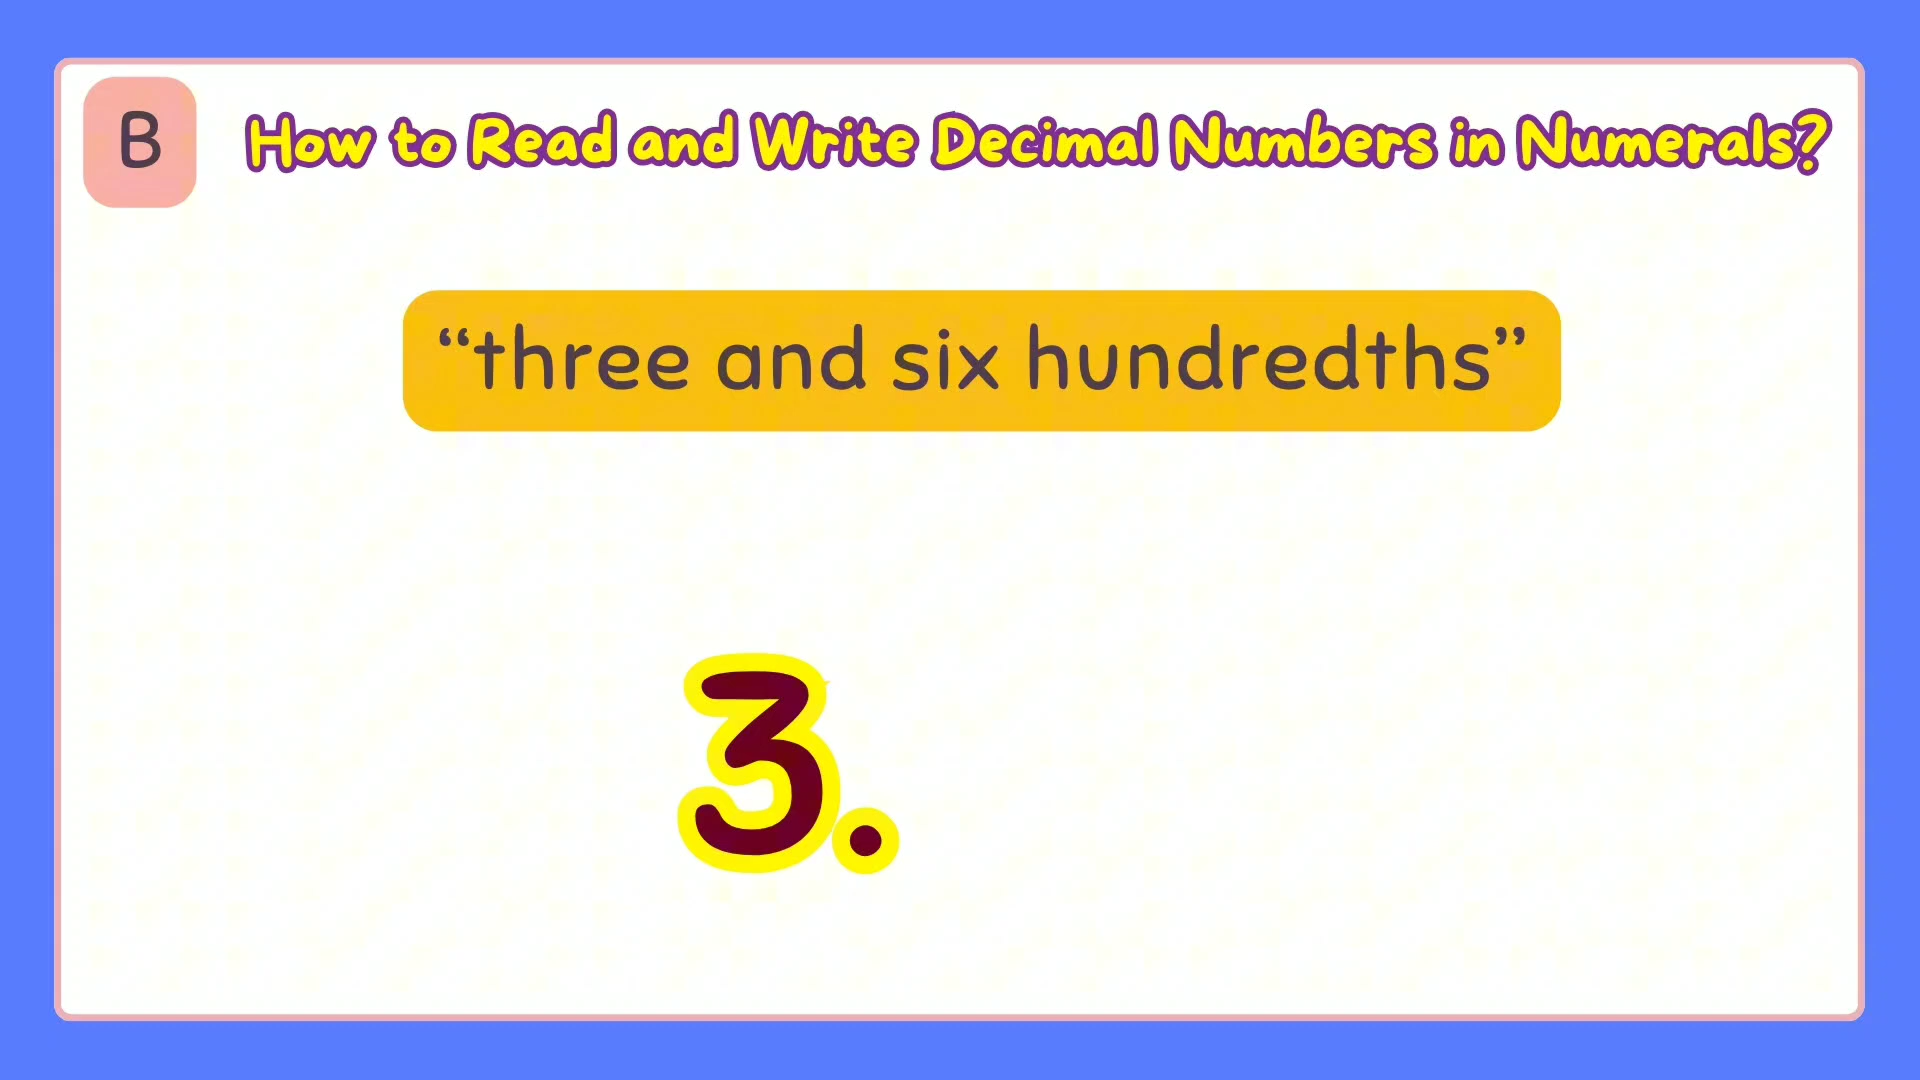 B
How to Read and Write Decimal Numbers in Numerals?
“three and six hundredths”
3.